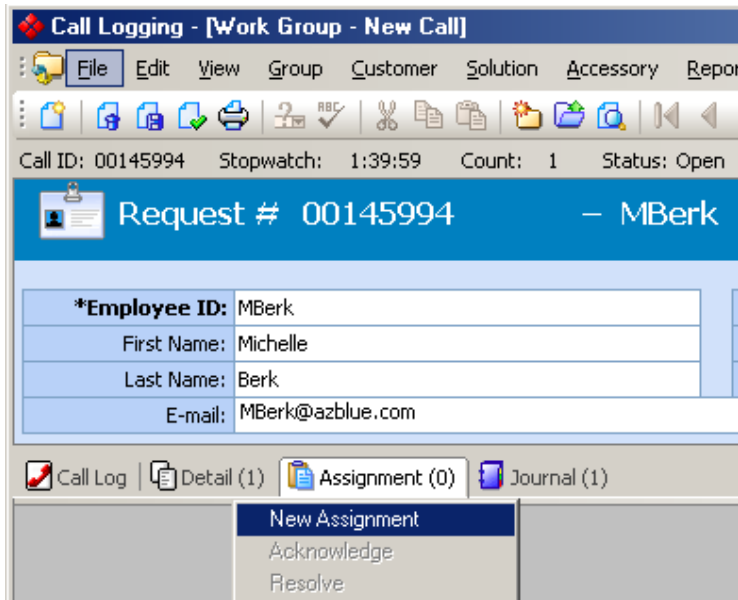 Call Logging - [Work Group - New Call]
File Edit View Group Customer Solution Accessory Repor
ABC
Call ID: 00145994 Stopwatch: 1:39:59 Count: 1 Status: Open
Request # 00145994 – MBerk
*Employee ID: MBerk
First Name: Michelle
Last Name: Berk
E-mail: MBerk@azblue.com
Call Log Detail (1) Assignment (0) Journal (1)
New Assignment
Acknowledge
Resolve